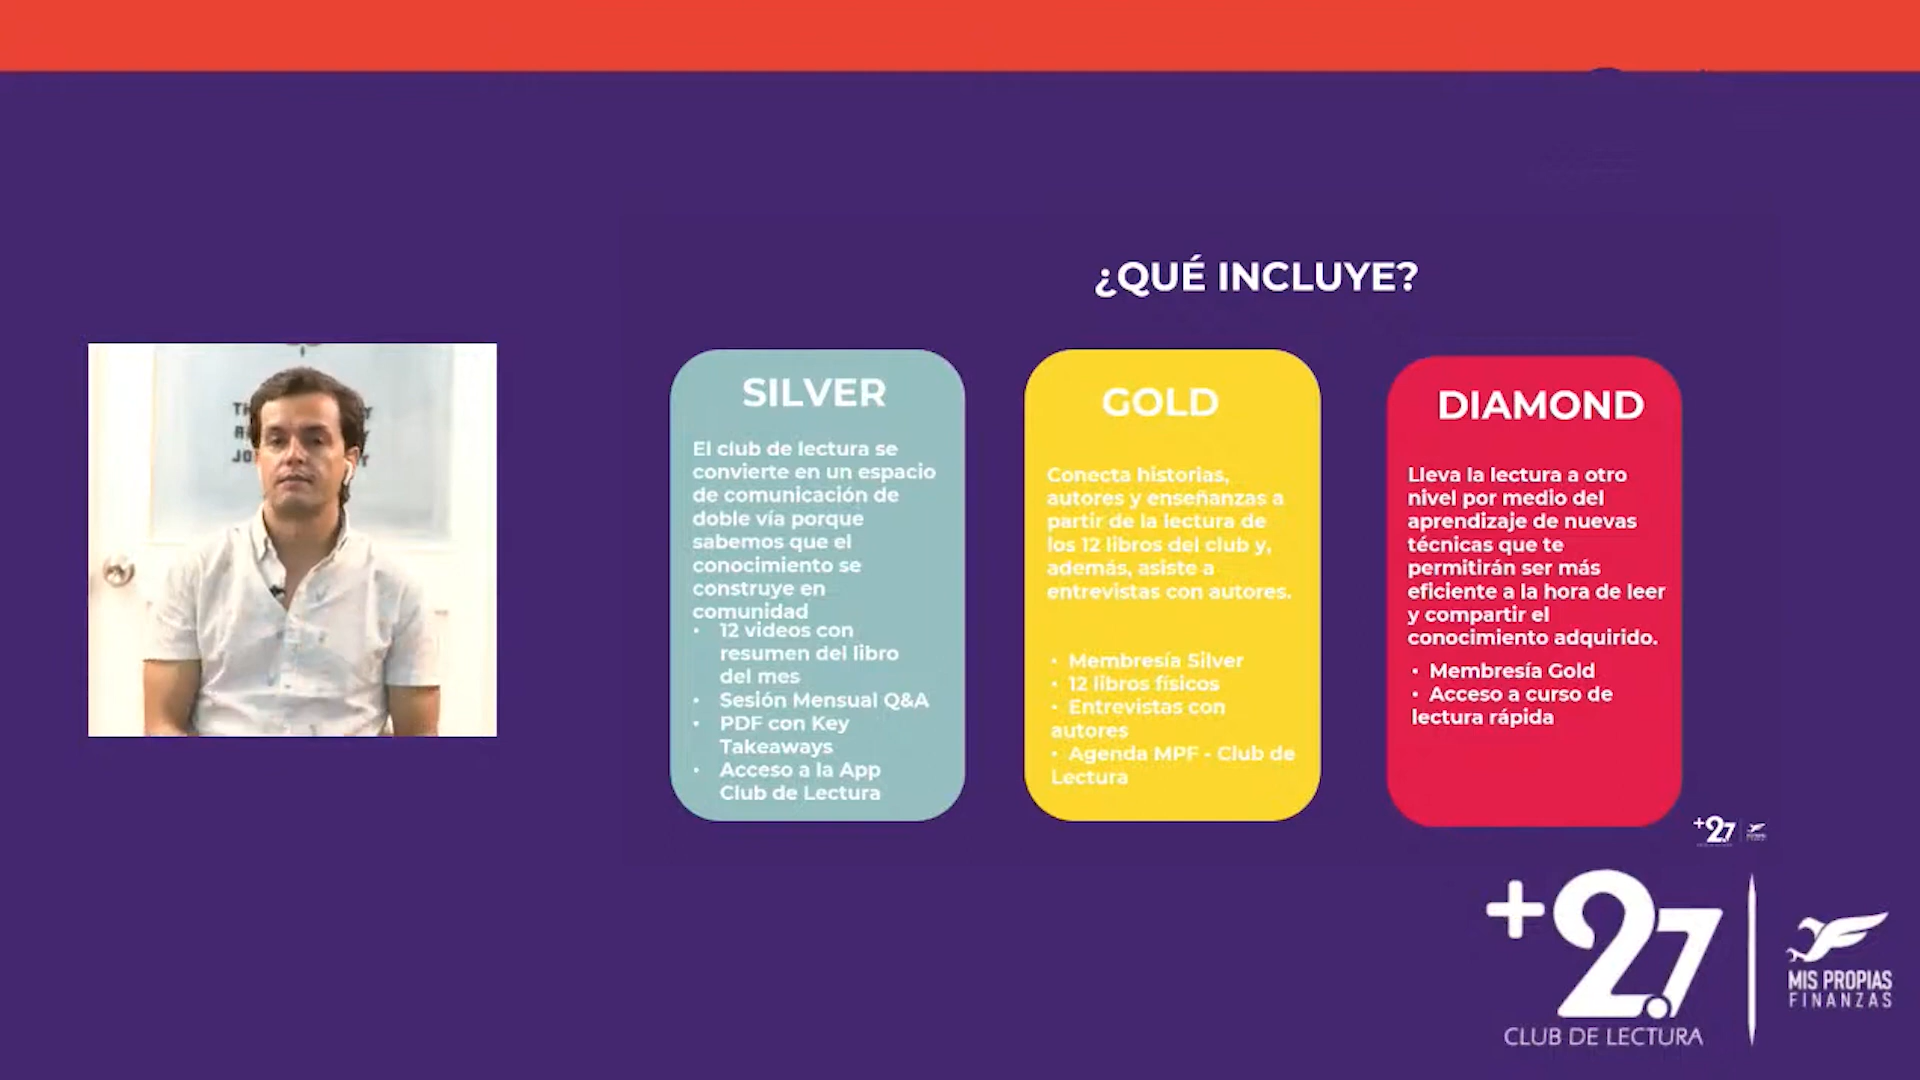 ¿QUÉ INCLUYE?
SILVER
El club de lectura se
convierte en un espacio
de comunicación de
doble vía porque
sabemos que el
conocimiento se
construye en
comunidad
• 12 videos con
resumen del libro
del mes
• Sesión Mensual Q&A
• PDF con Key
Takeaways
• Acceso a la App
Club de Lectura
GOLD
Conecta historias,
autores y enseñanzas a
partir de la lectura de
los 12 libros del club y,
además, asiste a
entrevistas con autores.
• Membresía Silver
• 12 libros físicos
• Entrevistas con
autores
• Agenda MPF - Club de
Lectura
DIAMOND
Lleva la lectura a otro
nivel por medio del
aprendizaje de nuevas
técnicas que te
permitirán ser más
eficiente a la hora de leer
y compartir el
conocimiento adquirido.
• Membresía Gold
• Acceso a curso de
lectura rápida
+2.7
+2.7
CLUB DE LECTURA
MIS PROPIAS
FINANZAS